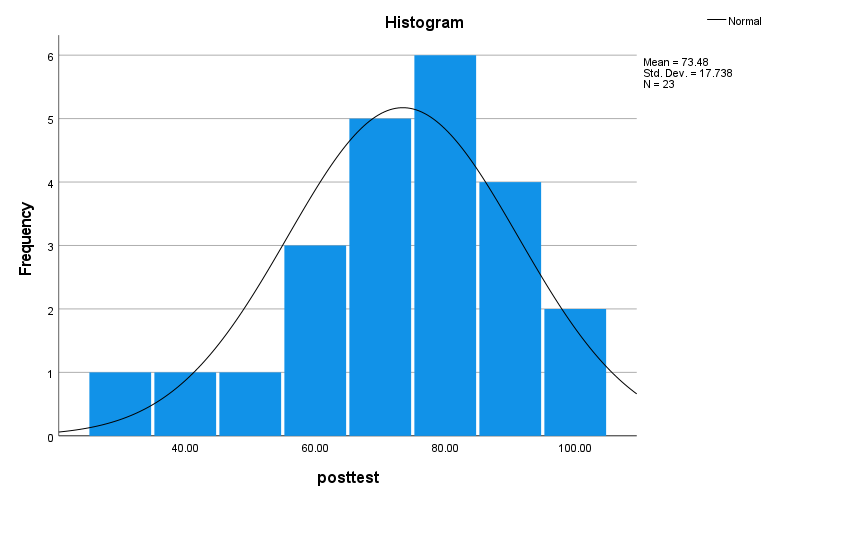 Histogram
Normal
Mean = 73.48
Std. Dev. = 17.738
N = 23
Frequency
6
5
4
3
2
1
0
40.00 60.00 80.00 100.00
posttest